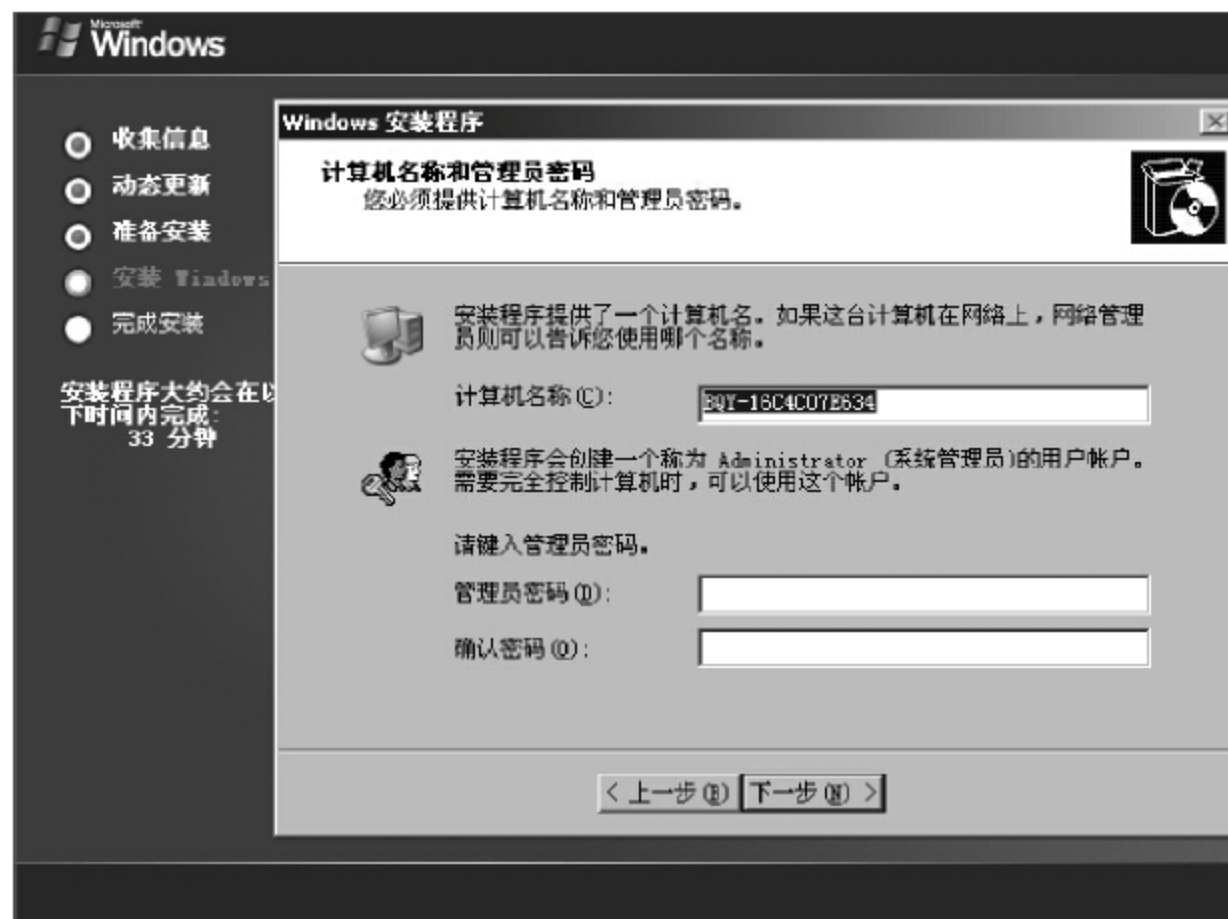 Microsoft
Windows
收集信息
动态更新
准备安装
安装 Windows
完成安装
安装程序大约会在以
下时间内完成:
33 分钟
Windows 安装程序
计算机名称和管理员密码
您必须提供计算机名称和管理员密码。
安装程序提供了一个计算机名。如果这台计算机在网络上，网络管理
员则可以告诉您使用哪个名称。
计算机名称(C):
BQY-16C4C07E634
安装程序会创建一个称为 Administrator (系统管理员)的用户帐户。
需要完全控制计算机时，可以使用这个帐户。
请键入管理员密码。
管理员密码(D):
确认密码(O):
< 上一步(B)
下一步(N) >